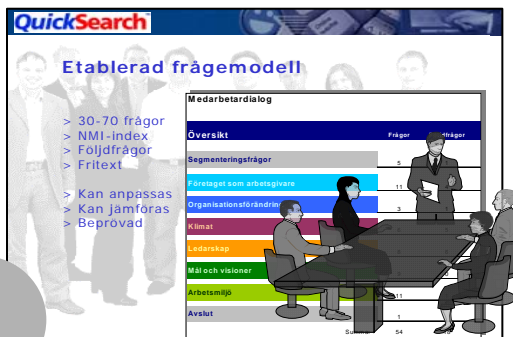 QuickSearch
Etablerad frågemodell
> 30-70 frågor
> NMI-index
> Följdfrågor
> Fritext
> Kan anpassas
> Kan jämföras
> Beprövad
Medarbetardialog
Översikt Frågor
Segmenteringsfrågor 5
Företaget som arbetsgivare 11
3
Klimat
Ledarskap
Mål och visioner
Arbetsmiljö 11
Avslut 1
54